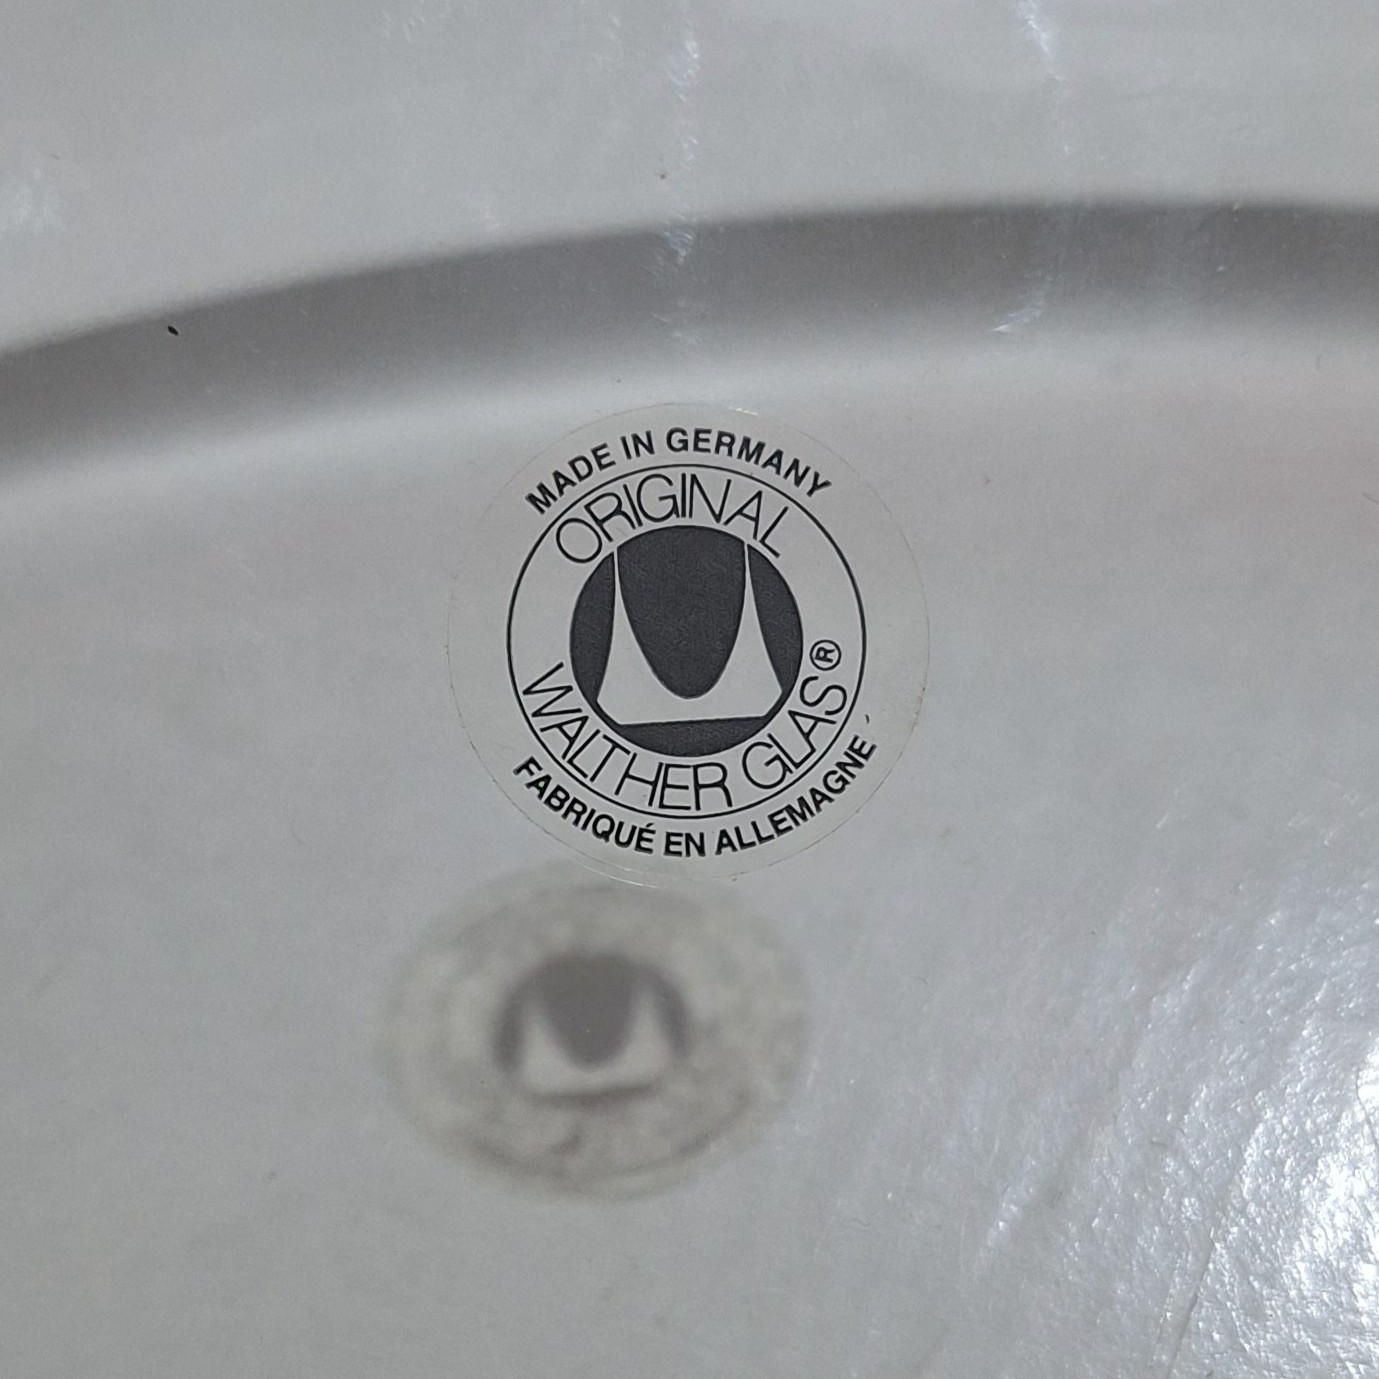 MADE IN GERMANY
ORIGINAL
WALTHER GLAS®
FABRIQUÉ EN ALLEMAGNE